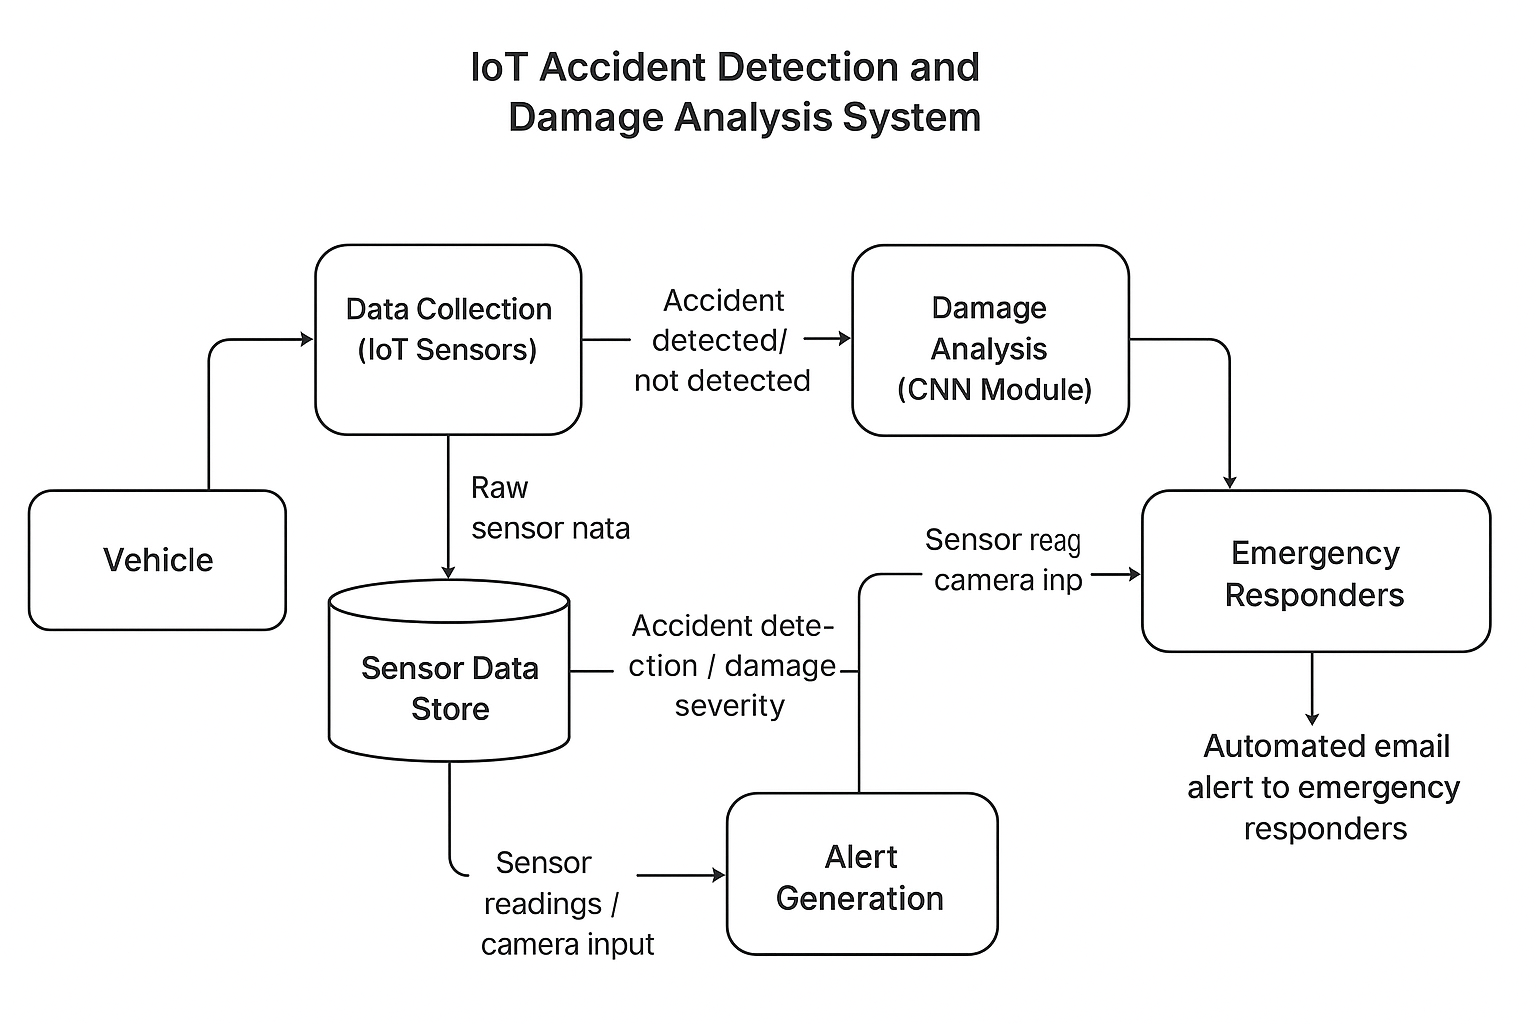 IoT Accident Detection and
Damage Analysis System
Data Collection
(IoT Sensors)
Accident
detected/
not detected
Damage
Analysis
(CNN Module)
Vehicle
Raw
sensor nata
Sensor reag
camera inp
Emergency
Responders
Sensor Data
Store
Accident dete-
ction / damage
severity
Automated email
alert to emergency
responders
Sensor
readings /
camera input
Alert
Generation